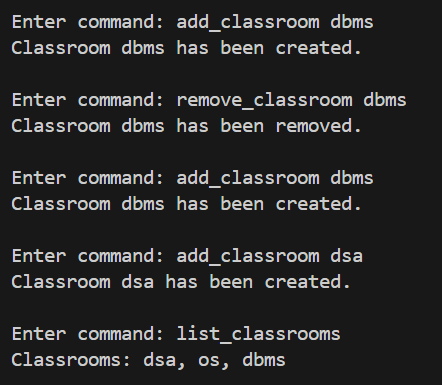 Enter command: add_classroom dbms
Classroom dbms has been created.
Enter command: remove_classroom dbms
Classroom dbms has been removed.
Enter command: add_classroom dbms
Classroom dbms has been created.
Enter command: add_classroom dsa
Classroom dsa has been created.
Enter command: list_classrooms
Classrooms: dsa, os, dbms